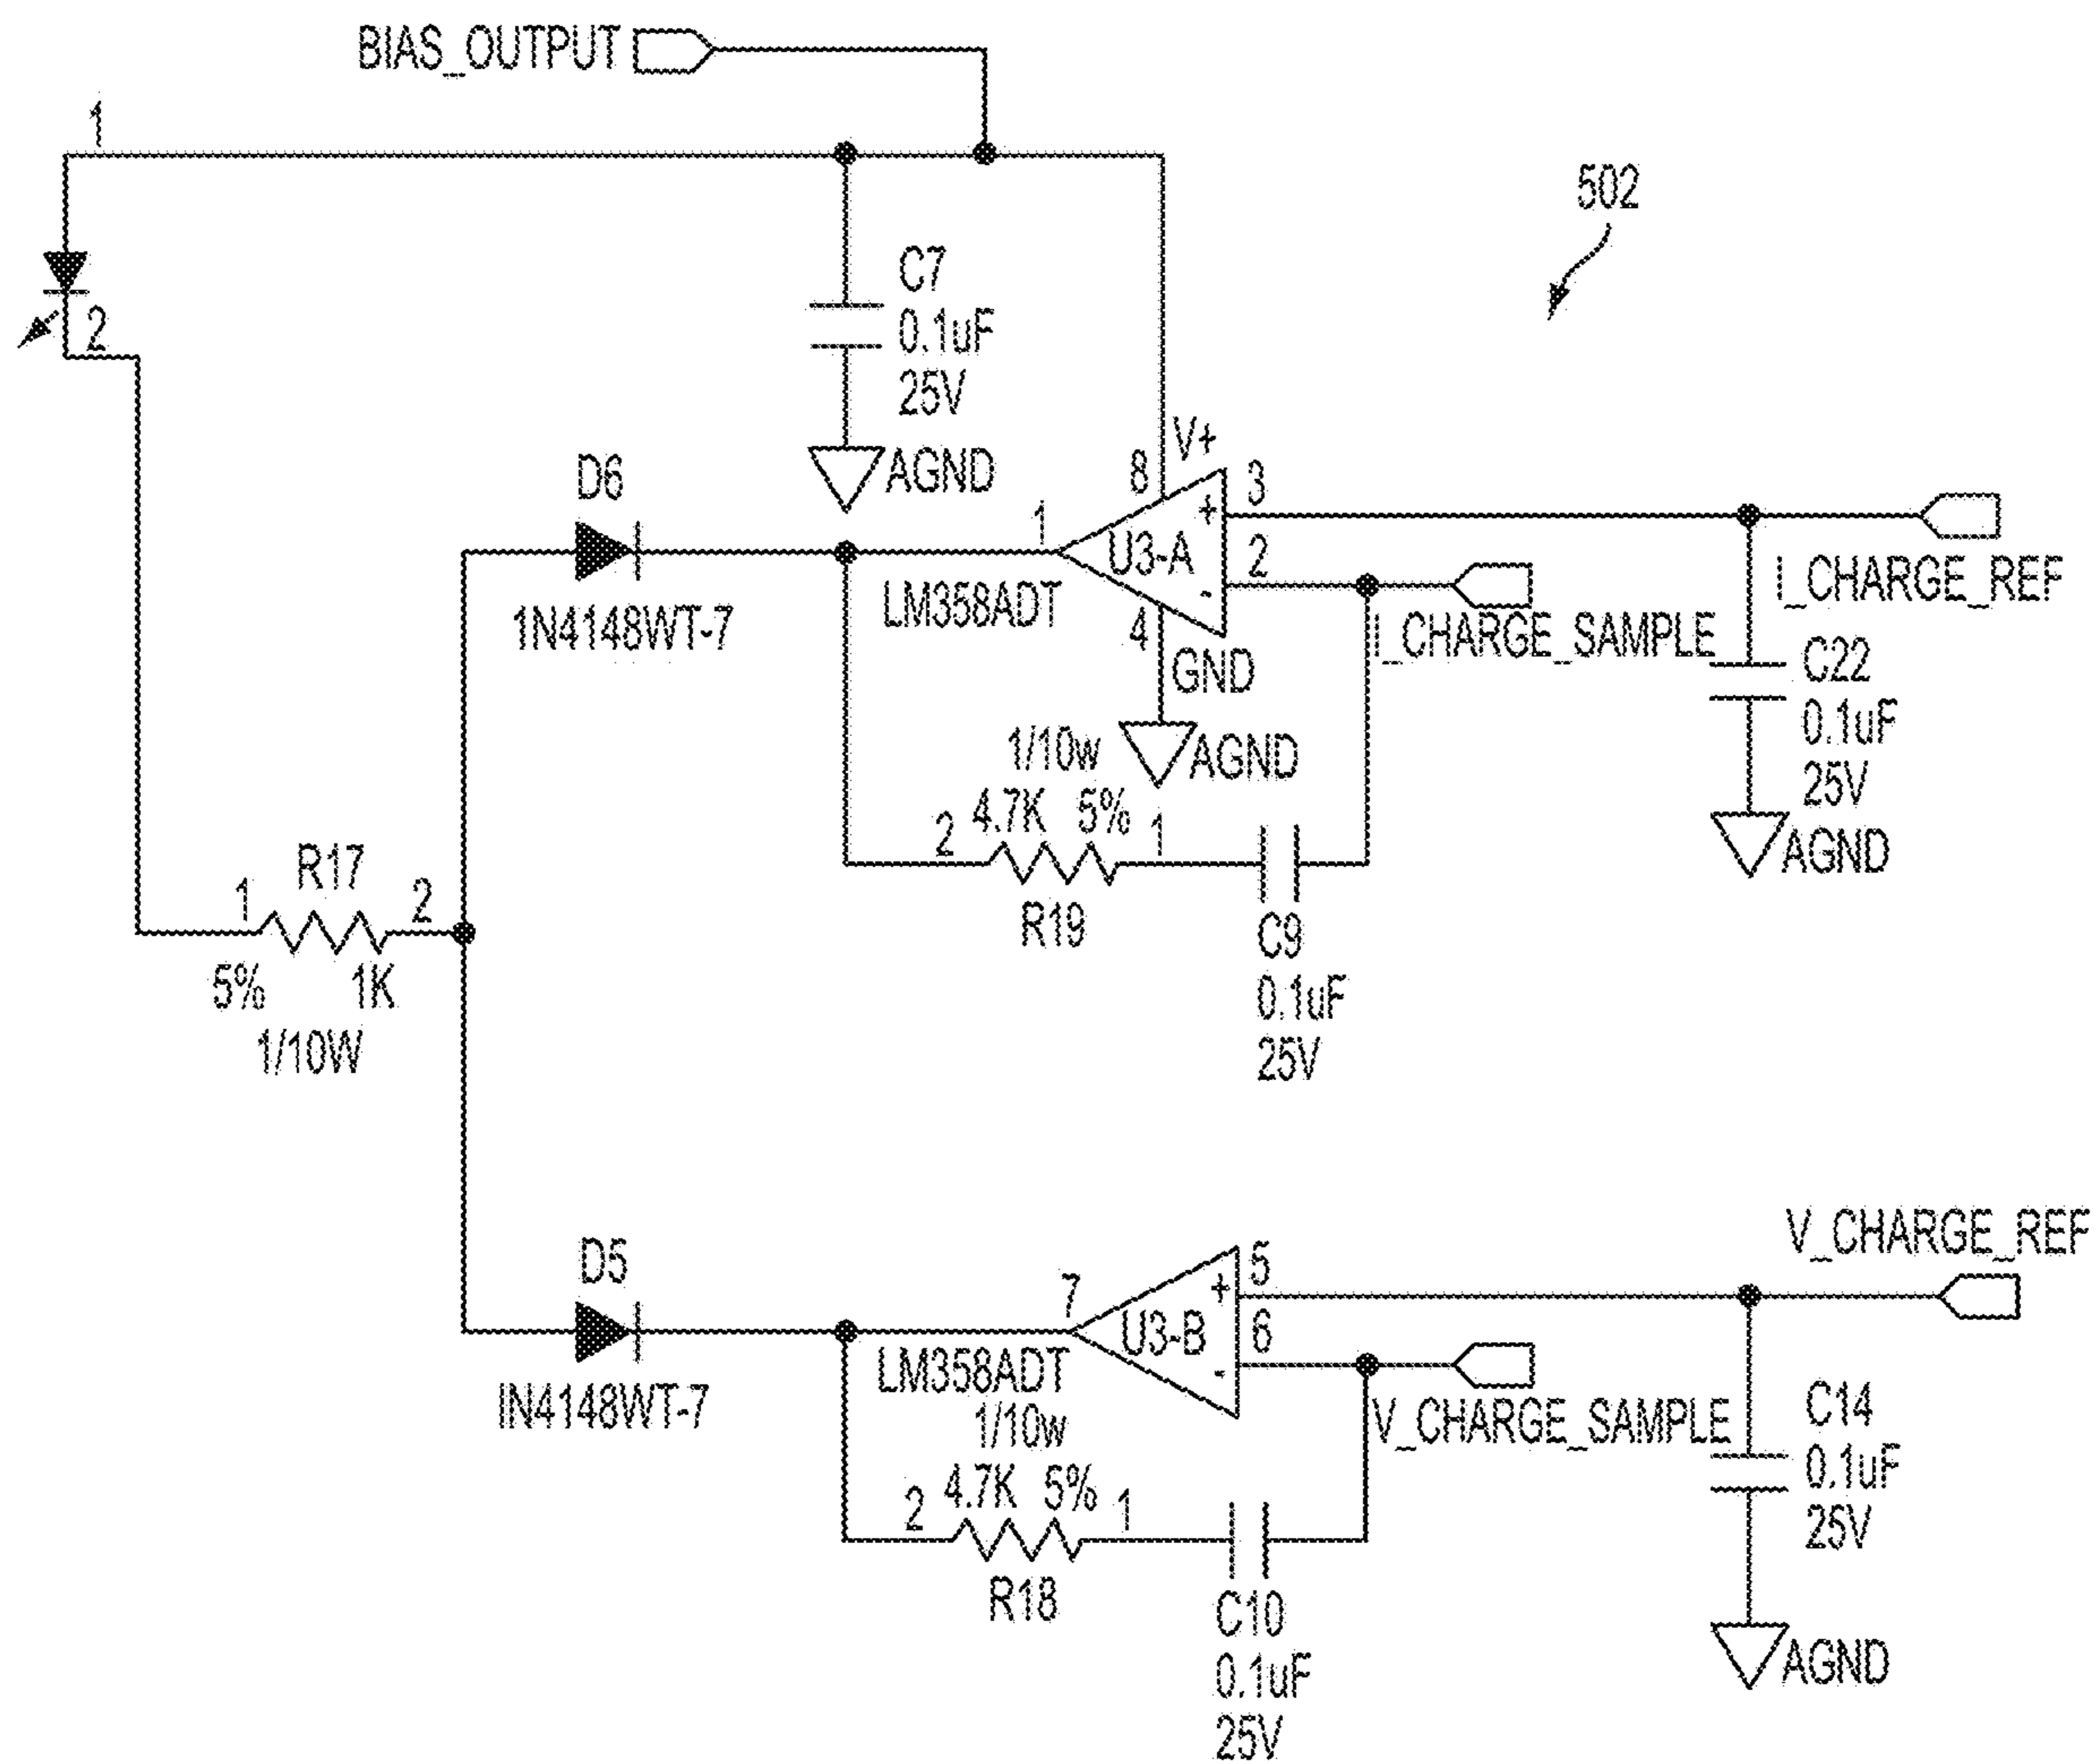 BIAS_OUTPUT
1
502
2
C7
0.1uF
25V
AGND
V+
8
D6
1
3
+
U3-A
2
-
I_CHARGE_REF
1N4148WT-7
LM358ADT
4
GND
I_CHARGE_SAMPLE
C22
0.1uF
25V
AGND
AGND
1/10w
2 4.7K 5% 1
R19
C9
0.1uF
25V
1 R17 2
5% 1K
1/10W
V_CHARGE_REF
D5
7
5
+
U3-B
6
-
IN4148WT-7
LM358ADT
V_CHARGE_SAMPLE
C14
0.1uF
25V
AGND
1/10w
2 4.7K 5% 1
R18
C10
0.1uF
25V